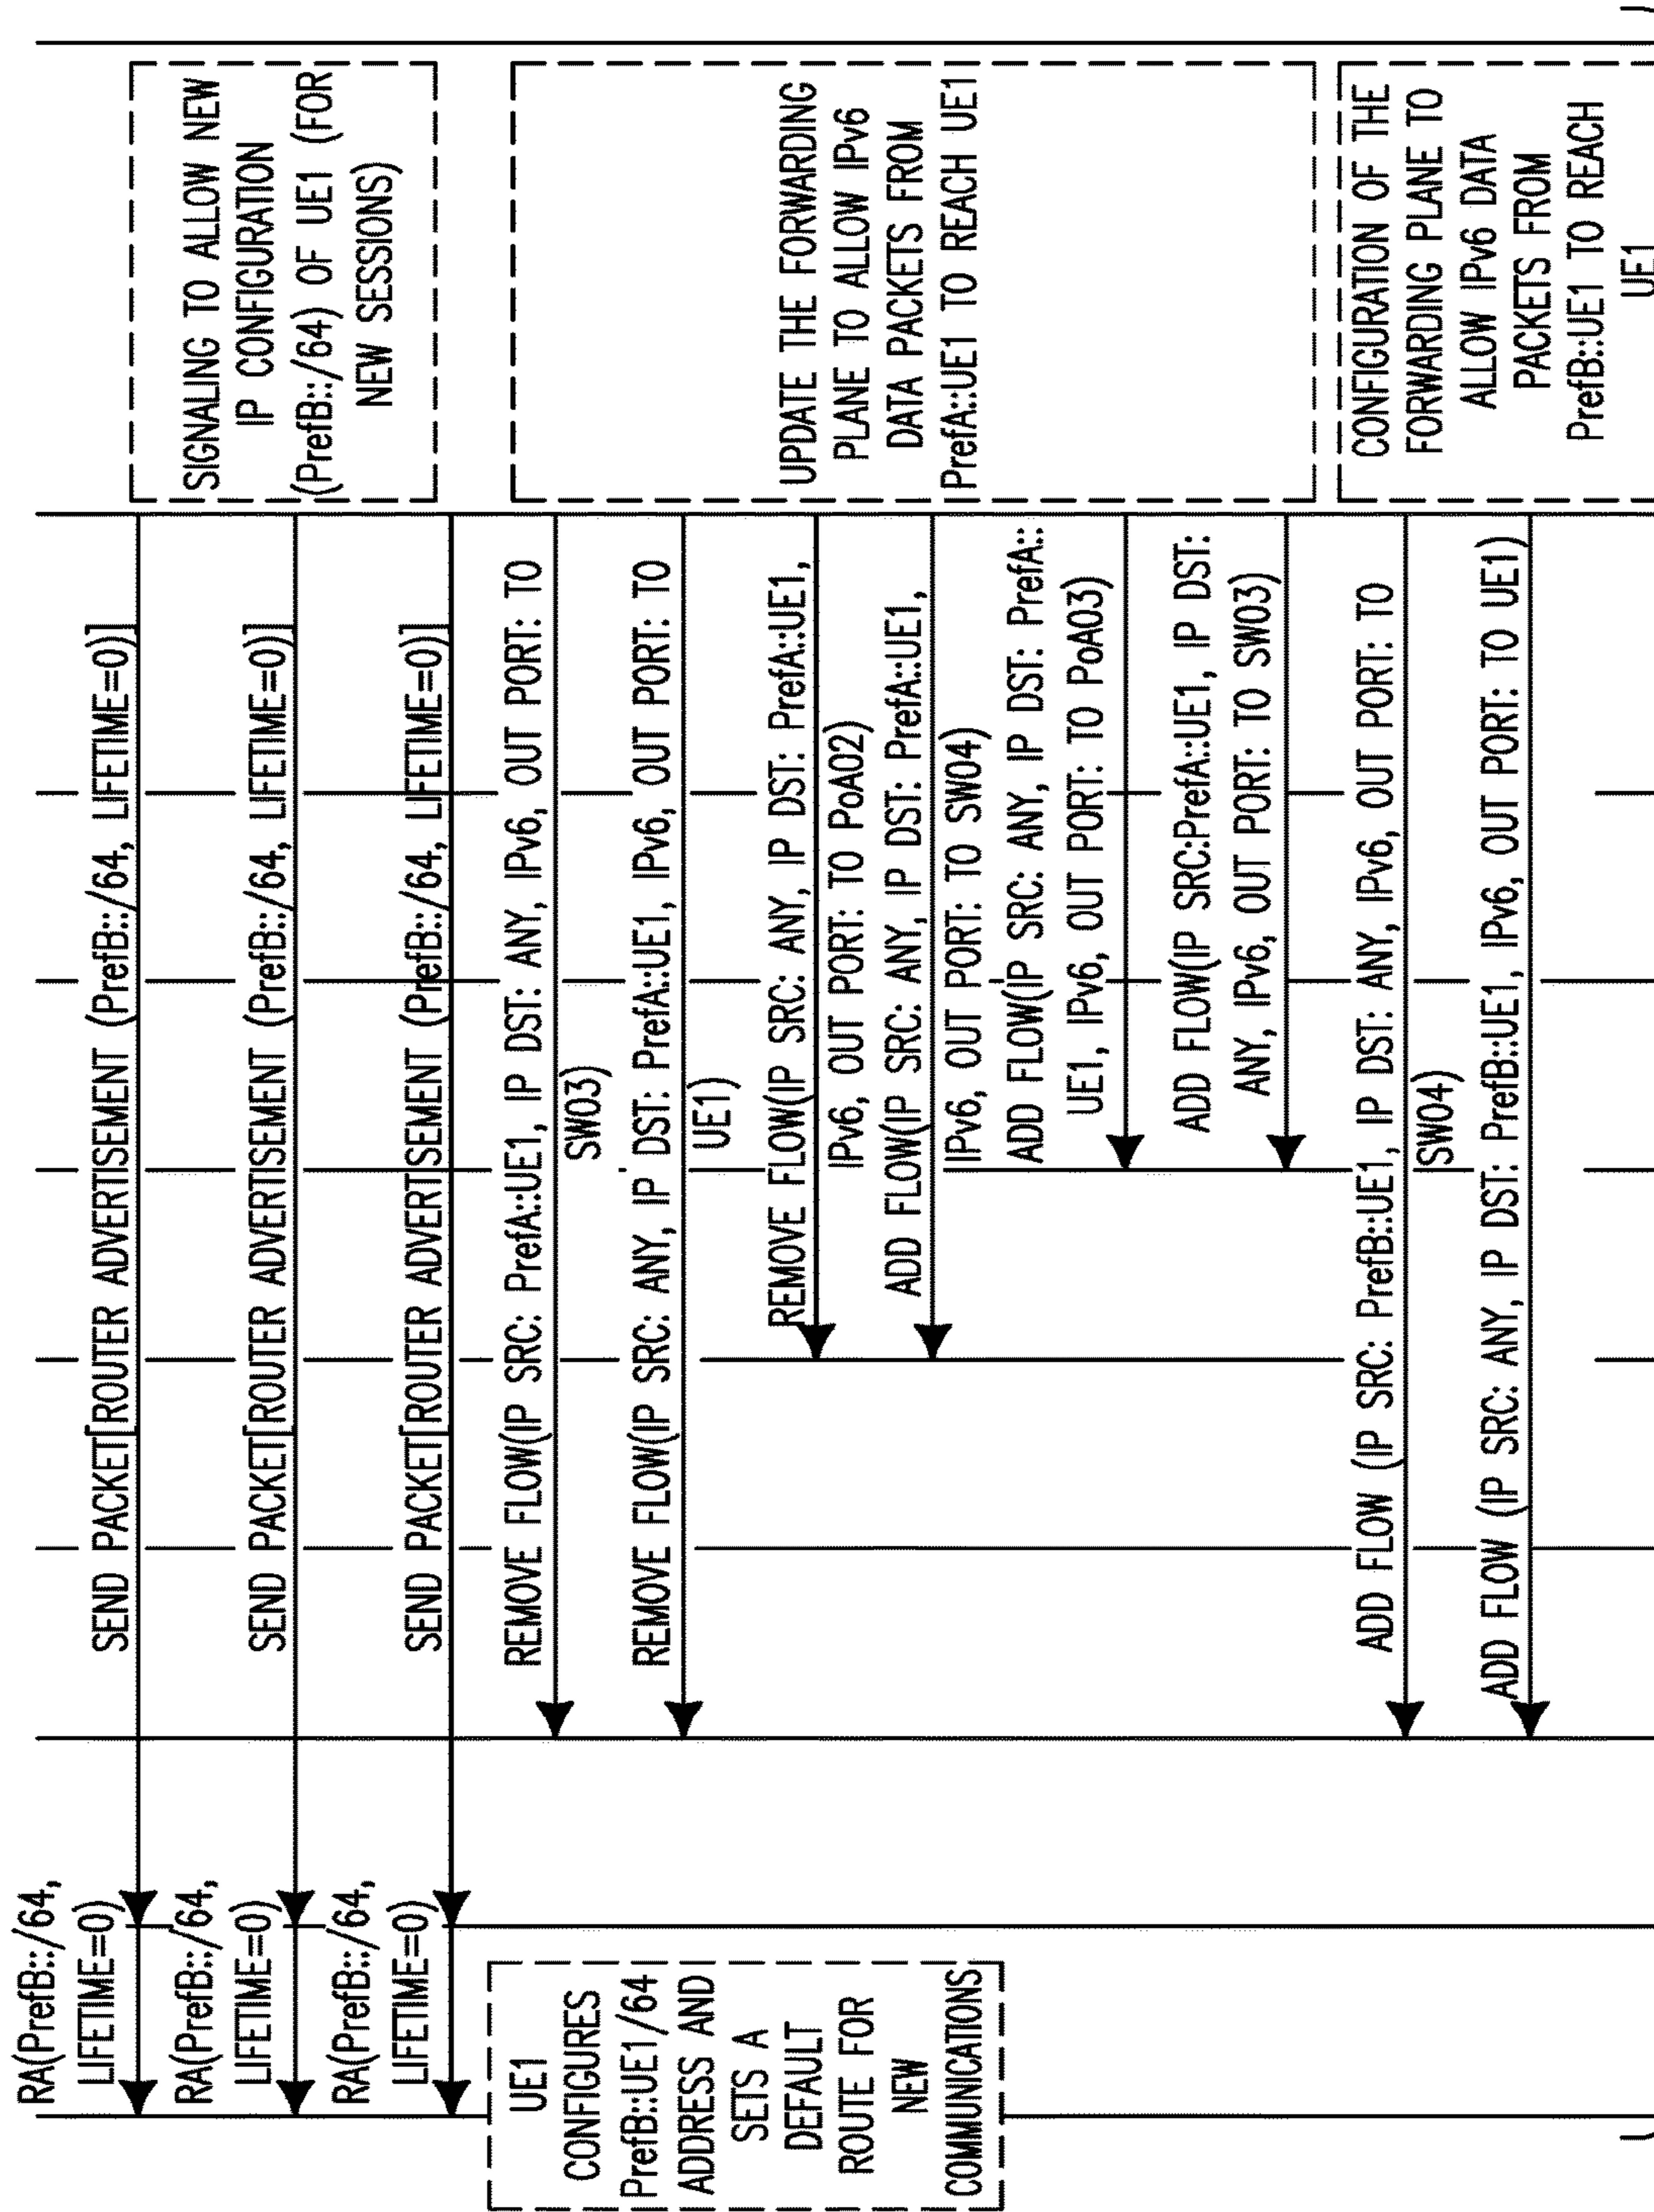 RA(PrefB::/64,
LIFETIME=0)
SEND PACKET[ROUTER ADVERTISEMENT (PrefB::/64, LIFETIME=0)]
RA(PrefB::/64,
LIFETIME=0)
SEND PACKET[ROUTER ADVERTISEMENT (PrefB::/64, LIFETIME=0)]
RA(PrefB::/64,
LIFETIME=0)
SEND PACKET[ROUTER ADVERTISEMENT (PrefB::/64, LIFETIME=0)]
SIGNALING TO ALLOW NEW
IP CONFIGURATION
(PrefB::/64) OF UE1 (FOR
NEW SESSIONS)
UE1
CONFIGURES
PrefB::UE1/64
ADDRESS AND
SETS A
DEFAULT
ROUTE FOR
NEW
COMMUNICATIONS
REMOVE FLOW(IP SRC: PrefA::UE1, IP DST: ANY, IPv6, OUT PORT: TO
SW03)
REMOVE FLOW(IP SRC: ANY, IP DST: PrefA::UE1, IPv6, OUT PORT: TO
UE1)
REMOVE FLOW(IP SRC: ANY, IP DST: PrefA::UE1,
IPv6, OUT PORT: TO PoA02)
ADD FLOW(IP SRC: ANY, IP DST: PrefA::UE1,
IPv6, OUT PORT: TO SW04)
ADD FLOW(IP SRC: ANY, IP DST: PrefA::
UE1, IPv6, OUT PORT: TO PoA03)
ADD FLOW(IP SRC:PrefA::UE1, IP DST:
ANY, IPv6, OUT PORT: TO SW03)
UPDATE THE FORWARDING
PLANE TO ALLOW IPv6
DATA PACKETS FROM
PrefA::UE1 TO REACH UE1
ADD FLOW (IP SRC: PrefB::UE1, IP DST: ANY, IPv6, OUT PORT: TO
SW04)
ADD FLOW (IP SRC: ANY, IP DST: PrefB::UE1, IPv6, OUT PORT: TO UE1)
CONFIGURATION OF THE
FORWARDING PLANE TO
ALLOW IPv6 DATA
PACKETS FROM
PrefB::UE1 TO REACH
UE1